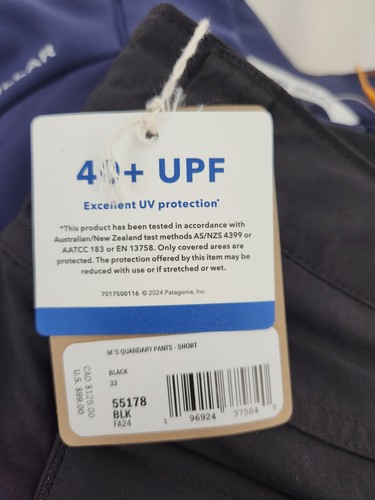 40+ UPF
Excellent UV protection*
*This product has been tested in accordance with
Australian/New Zealand test methods AS/NZS 4399 or
AATCC 183 or EN 13758. Only covered areas are
protected. The protection offered by this item may be
reduced with use or if stretched or wet.
7017500116 © 2024 Patagonia, Inc.
M'S QUANDARY PANTS - SHORT
BLACK
32
55178
BLK
FA24
CAD $125.00
U.S. $99.00
1 96924 37584